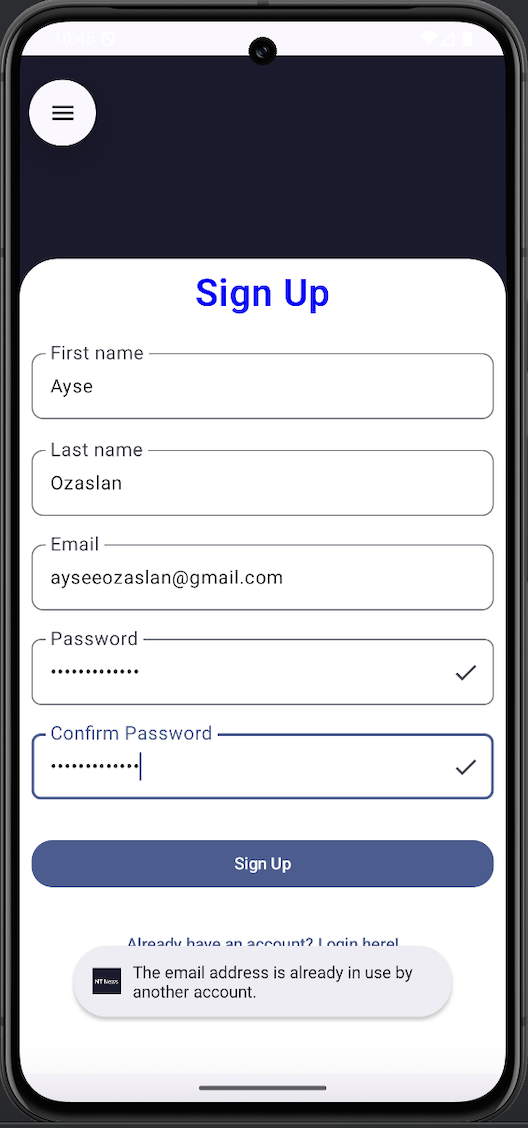 10:45
Sign Up
First name
Ayse
Last name
Ozaslan
Email
ayseeozaslan@gmail.com
Password
•••••••••••••
Confirm Password
•••••••••••••
Sign Up
Already have an account? Login here!
NT News
The email address is already in use by
another account.